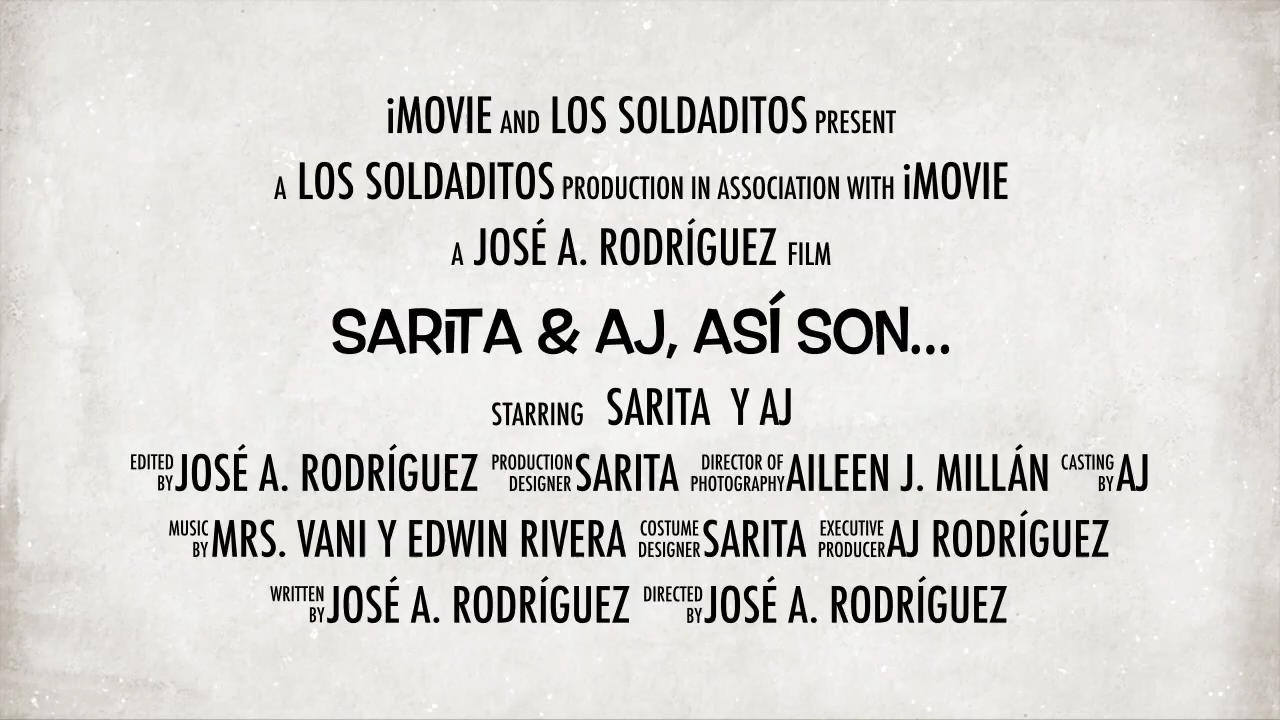 iMOVIE AND LOS SOLDADITOS PRESENT
A LOS SOLDADITOS PRODUCTION IN ASSOCIATION WITH iMOVIE
A JOSÉ A. RODRÍGUEZ FILM
SARiTA & AJ, ASÍ SON...
STARRING SARITA Y AJ
EDITED BY JOSÉ A. RODRÍGUEZ PRODUCTION DESIGNER SARITA DIRECTOR OF PHOTOGRAPHY AILEEN J. MILLÁN CASTING BY AJ
MUSIC BY MRS. VANI Y EDWIN RIVERA COSTUME DESIGNER SARITA EXECUTIVE PRODUCER AJ RODRÍGUEZ
WRITTEN BY JOSÉ A. RODRÍGUEZ DIRECTED BY JOSÉ A. RODRÍGUEZ